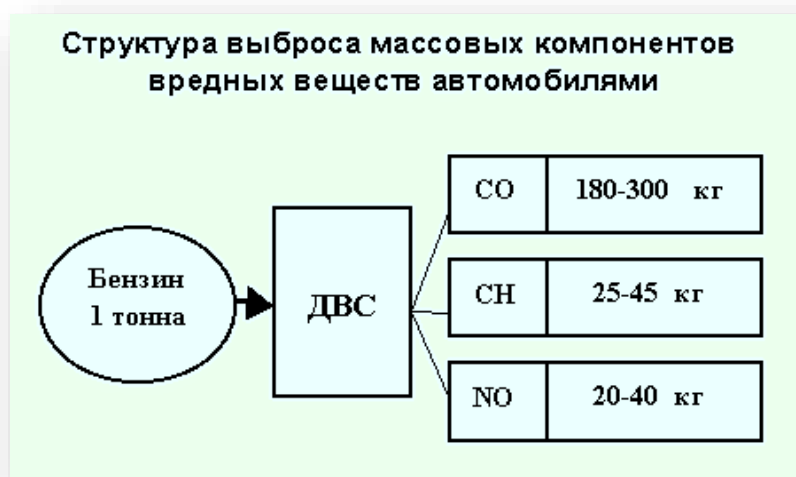 Структура выброса массовых компонентов
вредных веществ автомобилями
Бензин
1 тонна
ДВС
CO
180-300 кг
CH
25-45 кг
NO
20-40 кг